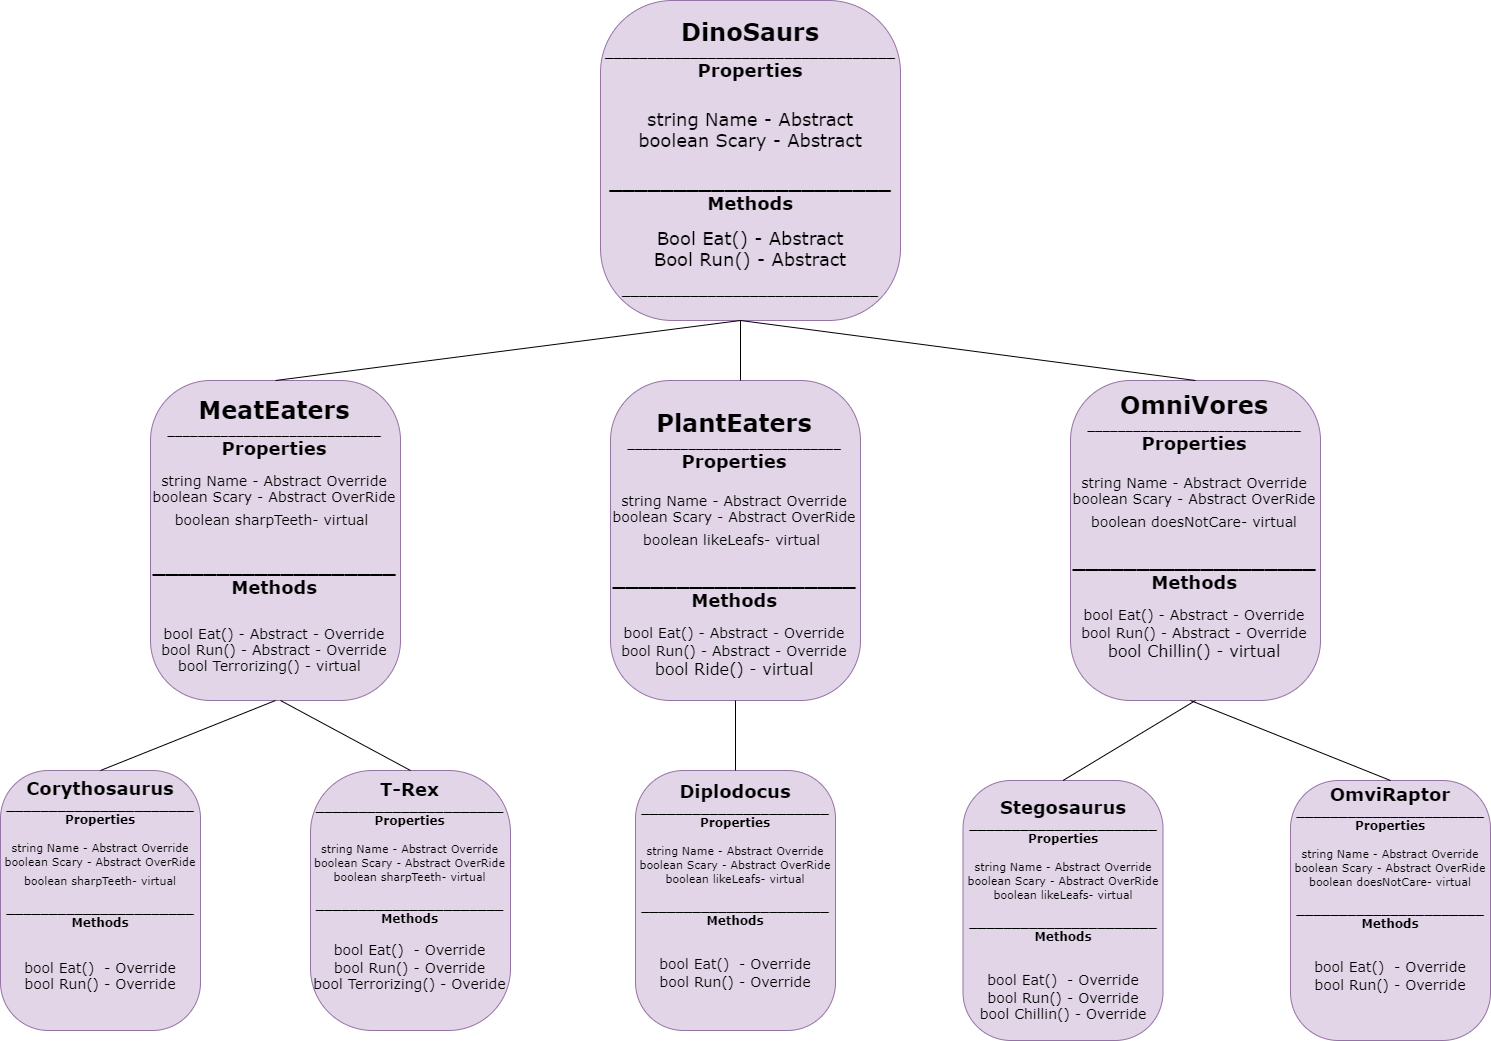 DinoSaurs
Properties
string Name - Abstract
boolean Scary - Abstract
Methods
Bool Eat() - Abstract
Bool Run() - Abstract
MeatEaters
Properties
string Name - Abstract Override
boolean Scary - Abstract OverRide
boolean sharpTeeth- virtual
Methods
bool Eat() - Abstract - Override
bool Run() - Abstract - Override
bool Terrorizing() - virtual
PlantEaters
Properties
string Name - Abstract Override
boolean Scary - Abstract OverRide
boolean likeLeafs- virtual
Methods
bool Eat() - Abstract - Override
bool Run() - Abstract - Override
bool Ride() - virtual
OmniVores
Properties
string Name - Abstract Override
boolean Scary - Abstract OverRide
boolean doesNotCare- virtual
Methods
bool Eat() - Abstract - Override
bool Run() - Abstract - Override
bool Chillin() - virtual
Corythosaurus
Properties
string Name - Abstract Override
boolean Scary - Abstract OverRide
boolean sharpTeeth- virtual
Methods
bool Eat()  - Override
bool Run() - Override
T-Rex
Properties
string Name - Abstract Override
boolean Scary - Abstract OverRide
boolean sharpTeeth- virtual
Methods
bool Eat()  - Override
bool Run() - Override
bool Terrorizing() - Overide
Diplodocus
Properties
string Name - Abstract Override
boolean Scary - Abstract OverRide
boolean likeLeafs- virtual
Methods
bool Eat()  - Override
bool Run() - Override
Stegosaurus
Properties
string Name - Abstract Override
boolean Scary - Abstract OverRide
boolean likeLeafs- virtual
Methods
bool Eat()  - Override
bool Run() - Override
bool Chillin() - Override
OmviRaptor
Properties
string Name - Abstract Override
boolean Scary - Abstract OverRide
boolean doesNotCare- virtual
Methods
bool Eat()  - Override
bool Run() - Override